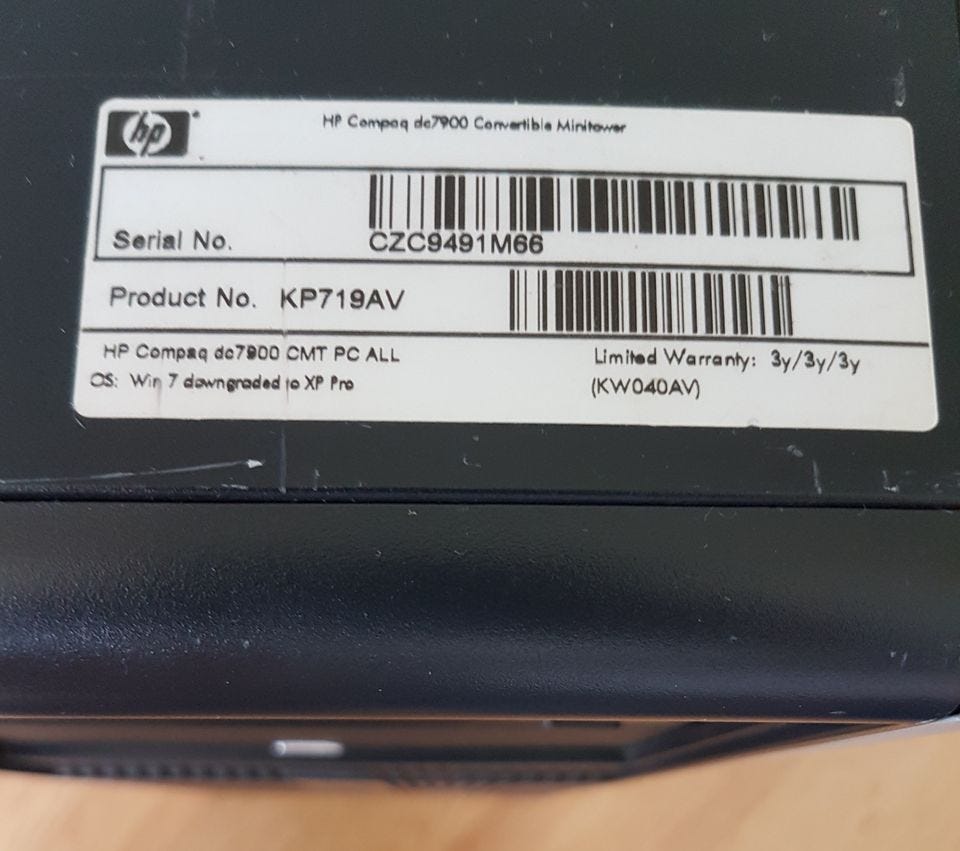 hp
HP Compaq dc7900 Convertible Minitower
Serial No. CZC9491M66
Product No. KP719AV
HP Compaq dc7900 CMT PC ALL
OS: Win 7 downgraded to XP Pro
Limited Warranty: 3y/3y/3y
(KW040AV)